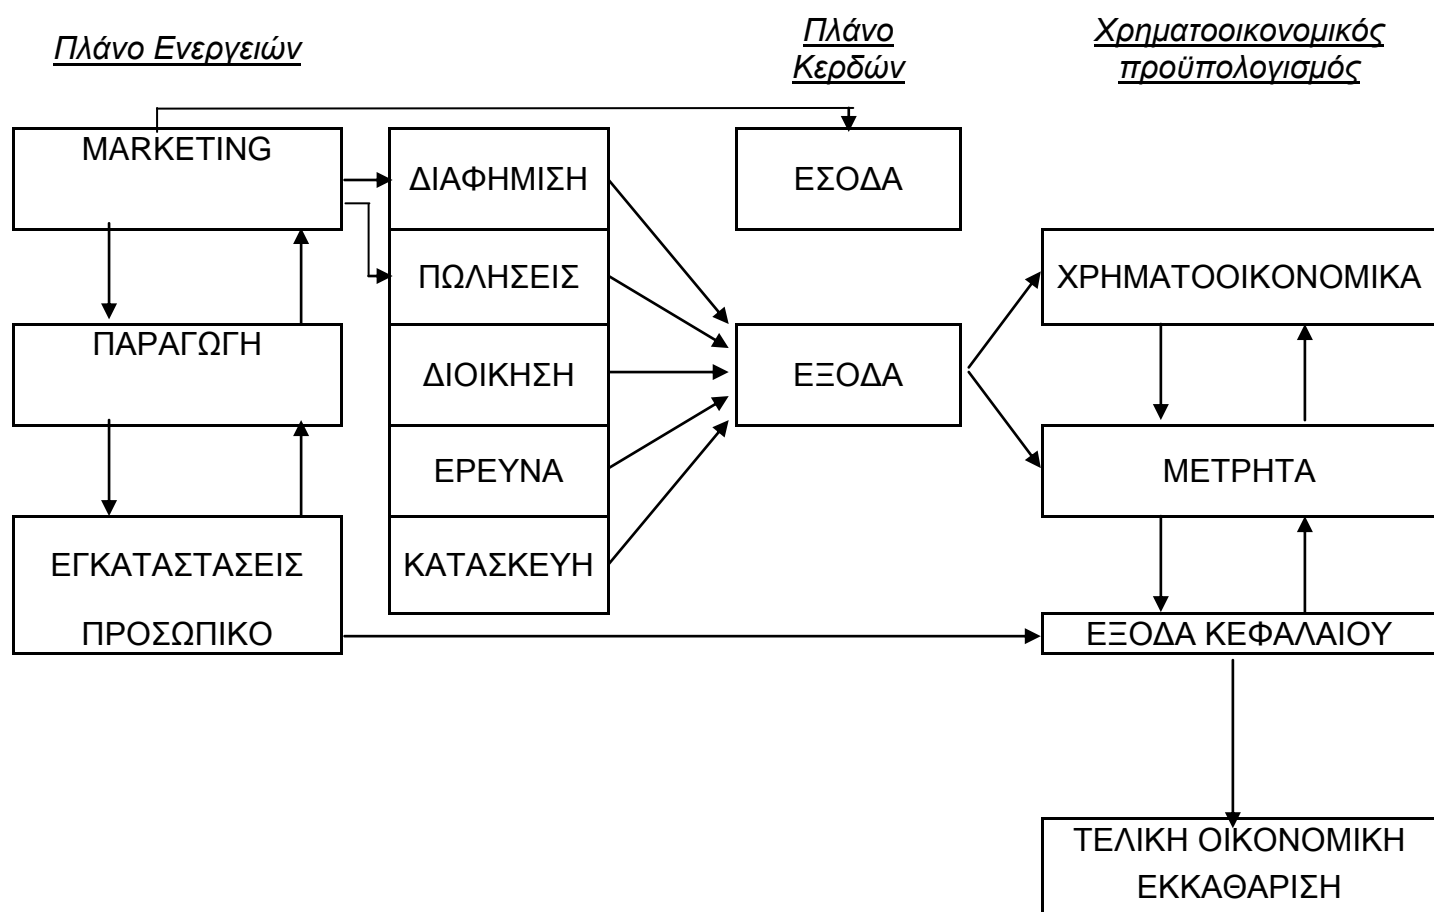 Πλάνο Ενεργειών
Πλάνο
Κερδών
Χρηματοοικονομικός
προϋπολογισμός
MARKETING
ΔΙΑΦΗΜΙΣΗ
ΕΣΟΔΑ
ΠΩΛΗΣΕΙΣ
ΧΡΗΜΑΤΟΟΙΚΟΝΟΜΙΚΑ
ΠΑΡΑΓΩΓΗ
ΔΙΟΙΚΗΣΗ
ΕΞΟΔΑ
ΕΡΕΥΝΑ
ΜΕΤΡΗΤΑ
ΕΓΚΑΤΑΣΤΑΣΕΙΣ
ΠΡΟΣΩΠΙΚΟ
ΚΑΤΑΣΚΕΥΗ
ΕΞΟΔΑ ΚΕΦΑΛΑΙΟΥ
ΤΕΛΙΚΗ ΟΙΚΟΝΟΜΙΚΗ
ΕΚΚΑΘΑΡΙΣΗ